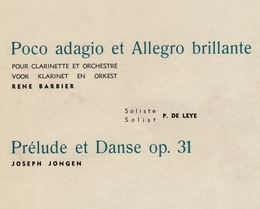 Poco adagio et Allegro brillante
POUR CLARINETTE ET ORCHESTRE
VOOR KLARINET EN ORKEST
RENE BARBIER
Soliste
Solist P. DE LEYE
Prélude et Danse op. 31
JOSEPH JONGEN